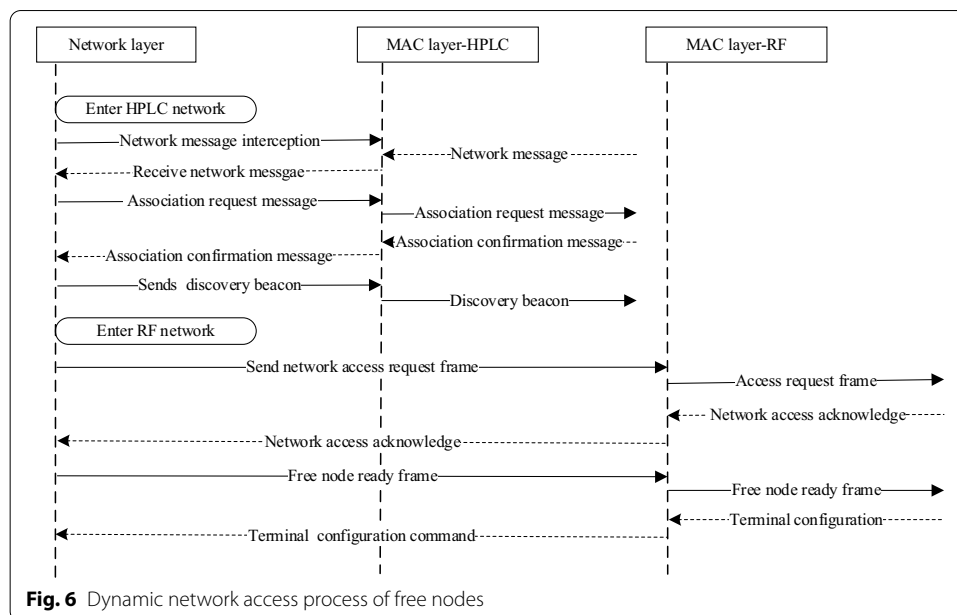 Network layer
MAC layer-HPLC
MAC layer-RF
Enter HPLC network
Network message interception
Network message
Receive network messgae
Association request message
Association request message
Association confirmation message
Association confirmation message
Sends discovery beacon
Discovery beacon
Enter RF network
Send network access request frame
Access request frame
Network access acknowledge
Network access acknowledge
Free node ready frame
Free node ready frame
Terminal configuration
Terminal configuration command
Fig. 6 Dynamic network access process of free nodes